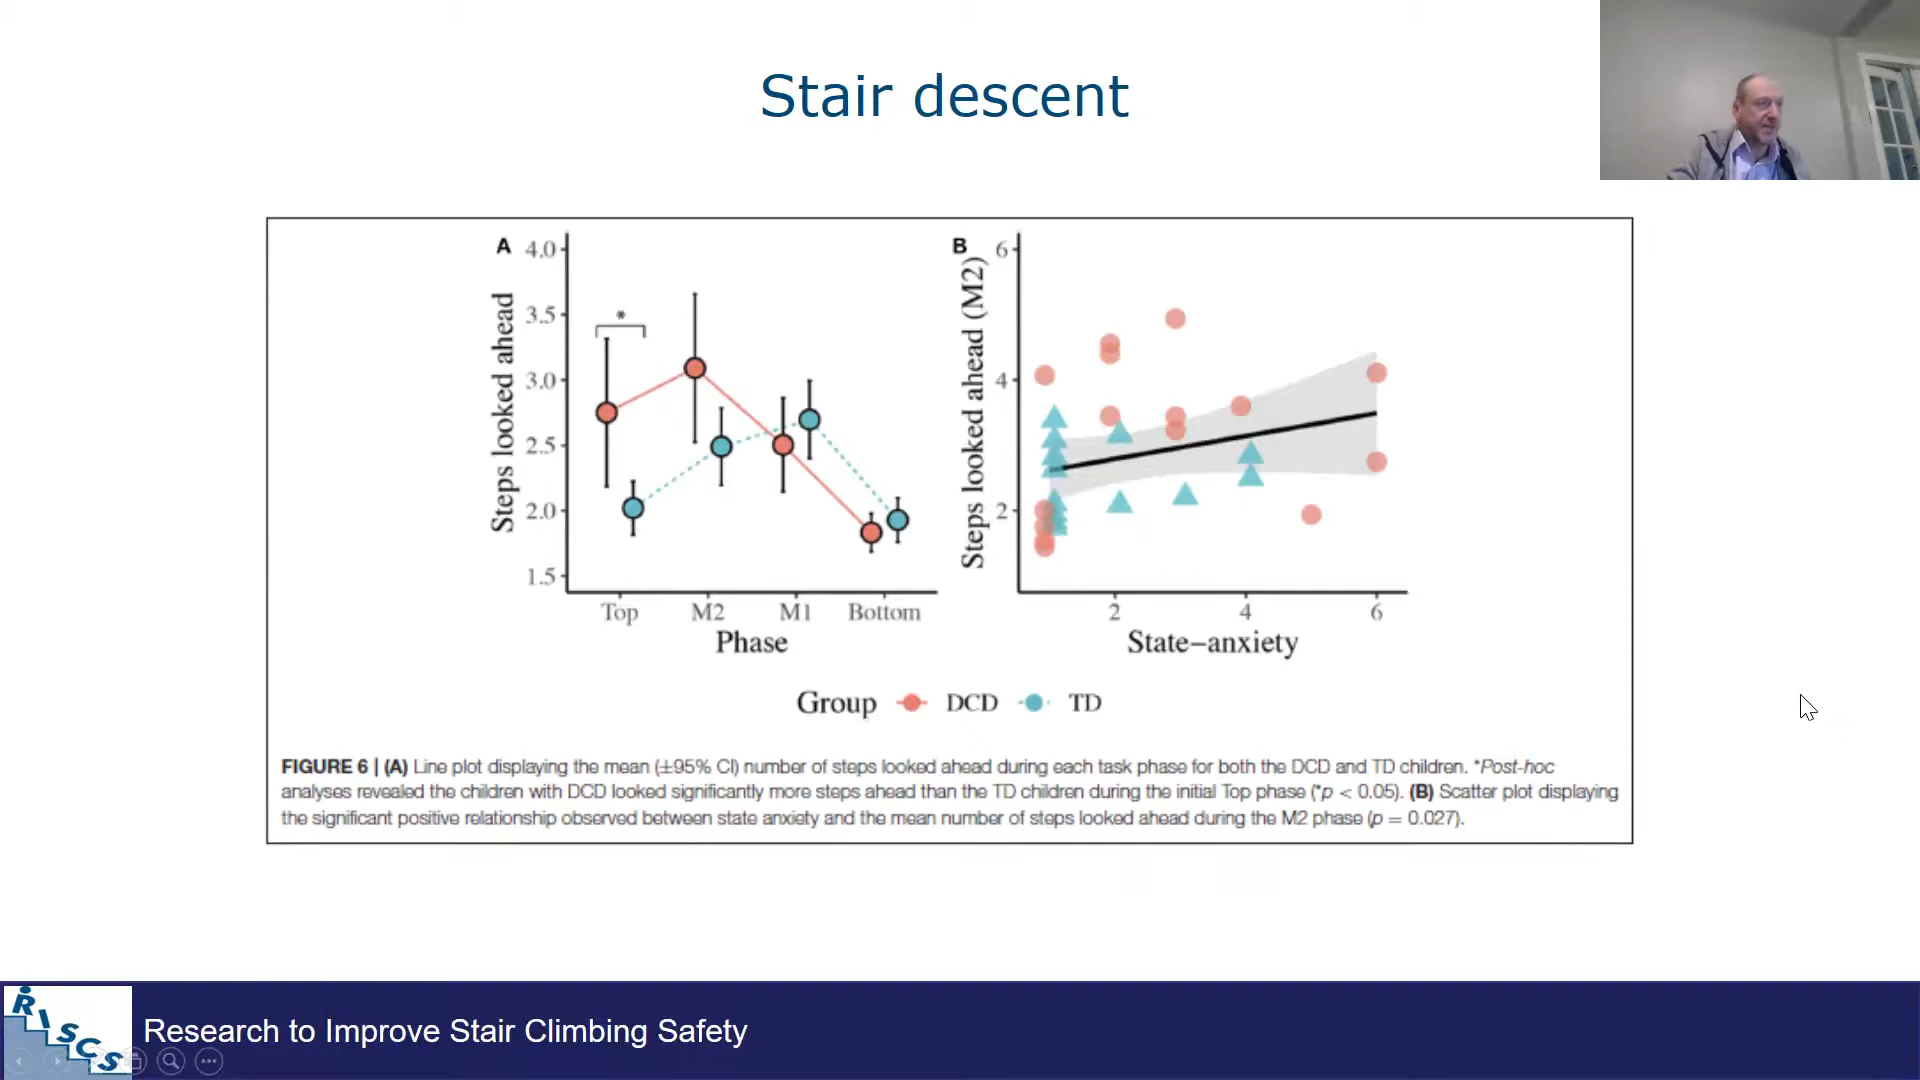 Stair descent
A
4.0
3.5
3.0
2.5
2.0
1.5
Steps looked ahead
*
Top M2 M1 Bottom
Phase
B
6
4
2
Steps looked ahead (M2)
2 4 6
State-anxiety
Group DCD TD
FIGURE 6 | (A) Line plot displaying the mean (±95% CI) number of steps looked ahead during each task phase for both the DCD and TD children. *Post-hoc
analyses revealed the children with DCD looked significantly more steps ahead than the TD children during the initial Top phase (*p < 0.05). (B) Scatter plot displaying
the significant positive relationship observed between state anxiety and the mean number of steps looked ahead during the M2 phase (p = 0.027).
RISCS
Research to Improve Stair Climbing Safety